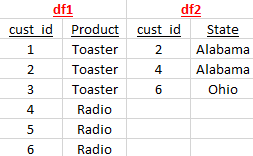 df1 df2
cust_id Product cust_id State
1 Toaster 2 Alabama
2 Toaster 4 Alabama
3 Toaster 6 Ohio
4 Radio
5 Radio
6 Radio